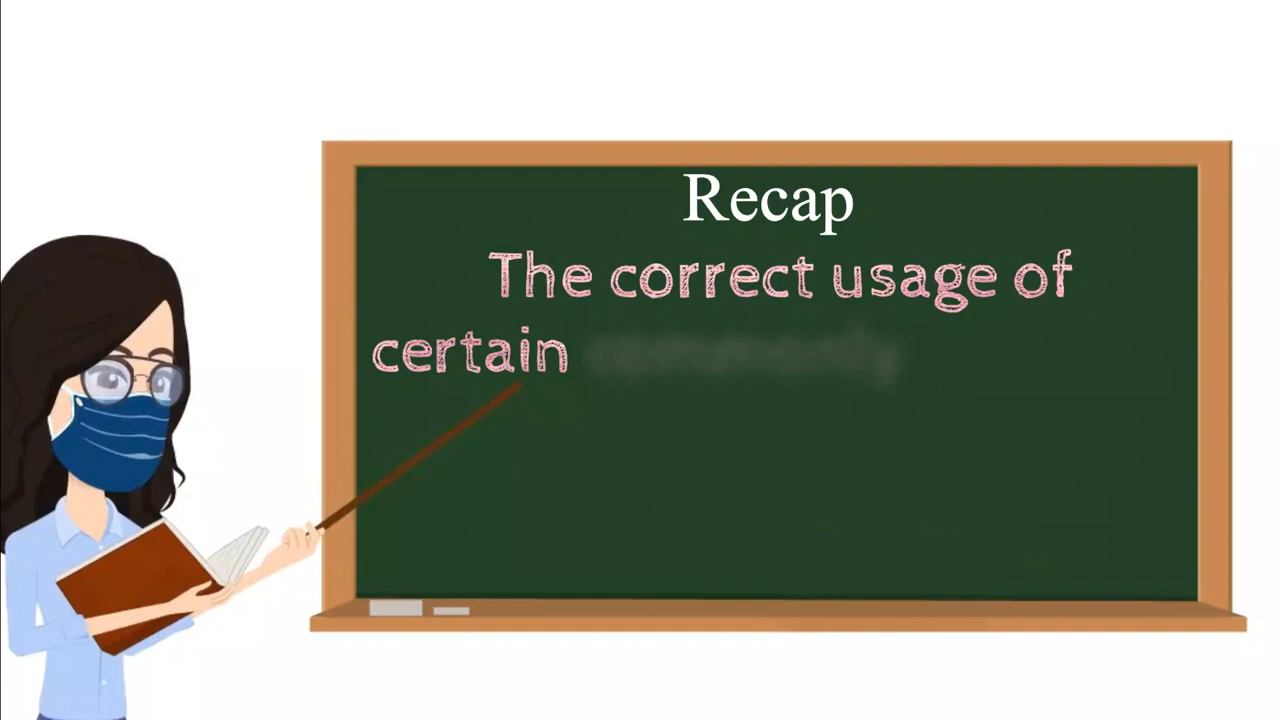 Recap
The correct usage of
certain